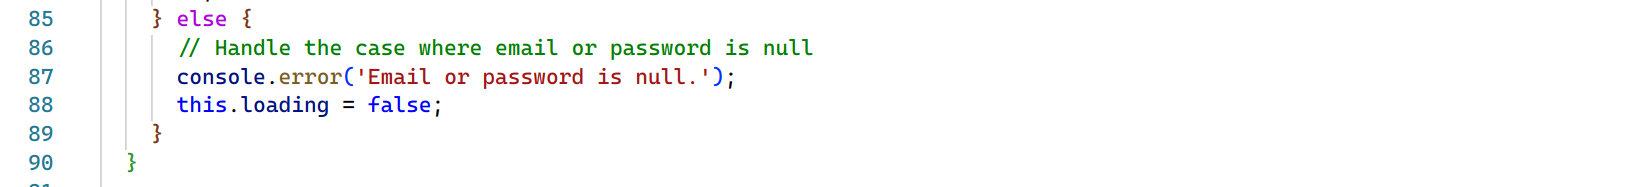 85 } else {
86 // Handle the case where email or password is null
87 console.error('Email or password is null.');
88 this.loading = false;
89 }
90 }